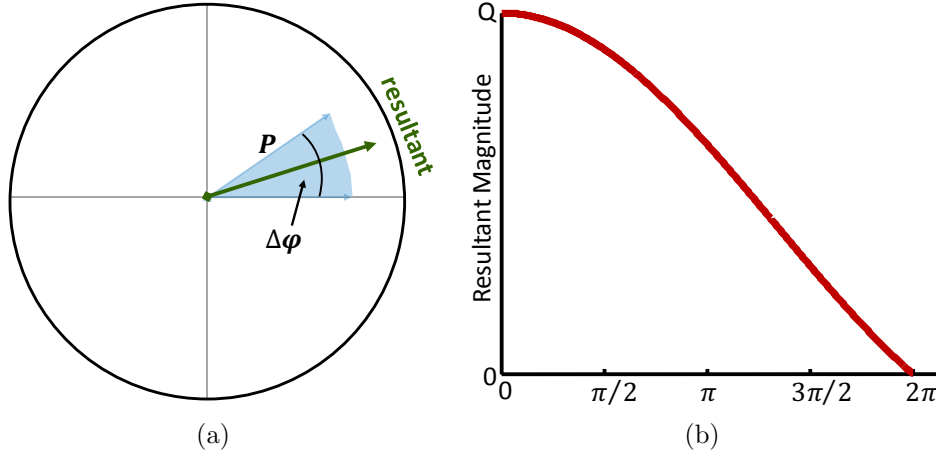 resultant
P
Δφ
(a)
Q
Resultant Magnitude
0
0
π/2
π
3π/2
2π
(b)